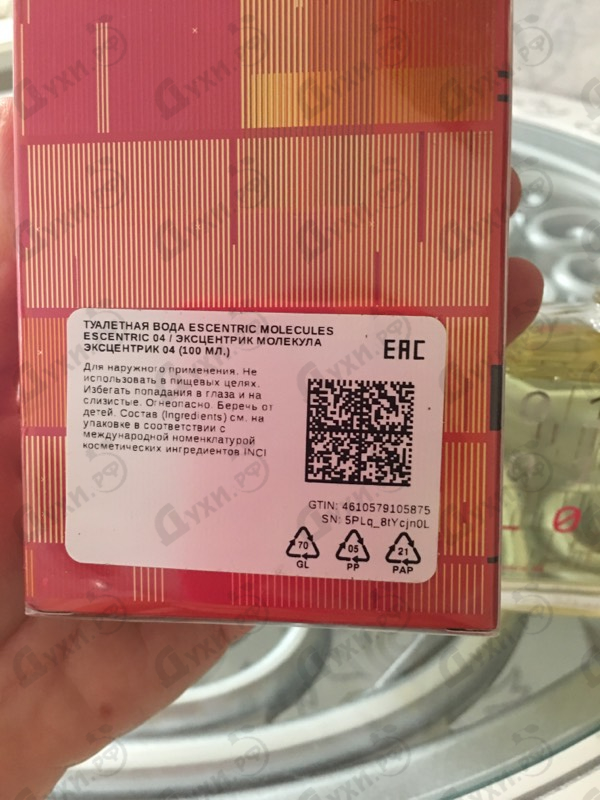 ТУАЛЕТНАЯ ВОДА ESCENTRIC MOLECULES
ESCENTRIC 04 / ЭКСЦЕНТРИК МОЛЕКУЛА
ЭКСЦЕНТРИК 04 (100 МЛ.)
EAC
Для наружного применения. Не
использовать в пищевых целях.
Избегать попадания в глаза и на
слизистые. Огнеопасно. Беречь от
детей. Состав (Ingredients) см. на
упаковке в соответствии с
международной номенклатурой
косметических ингредиентов INCI
GTIN: 4610579105875
SN: 5PLq_8tYcjn0L
70
GL
05
PP
21
PAP
Духи.рф